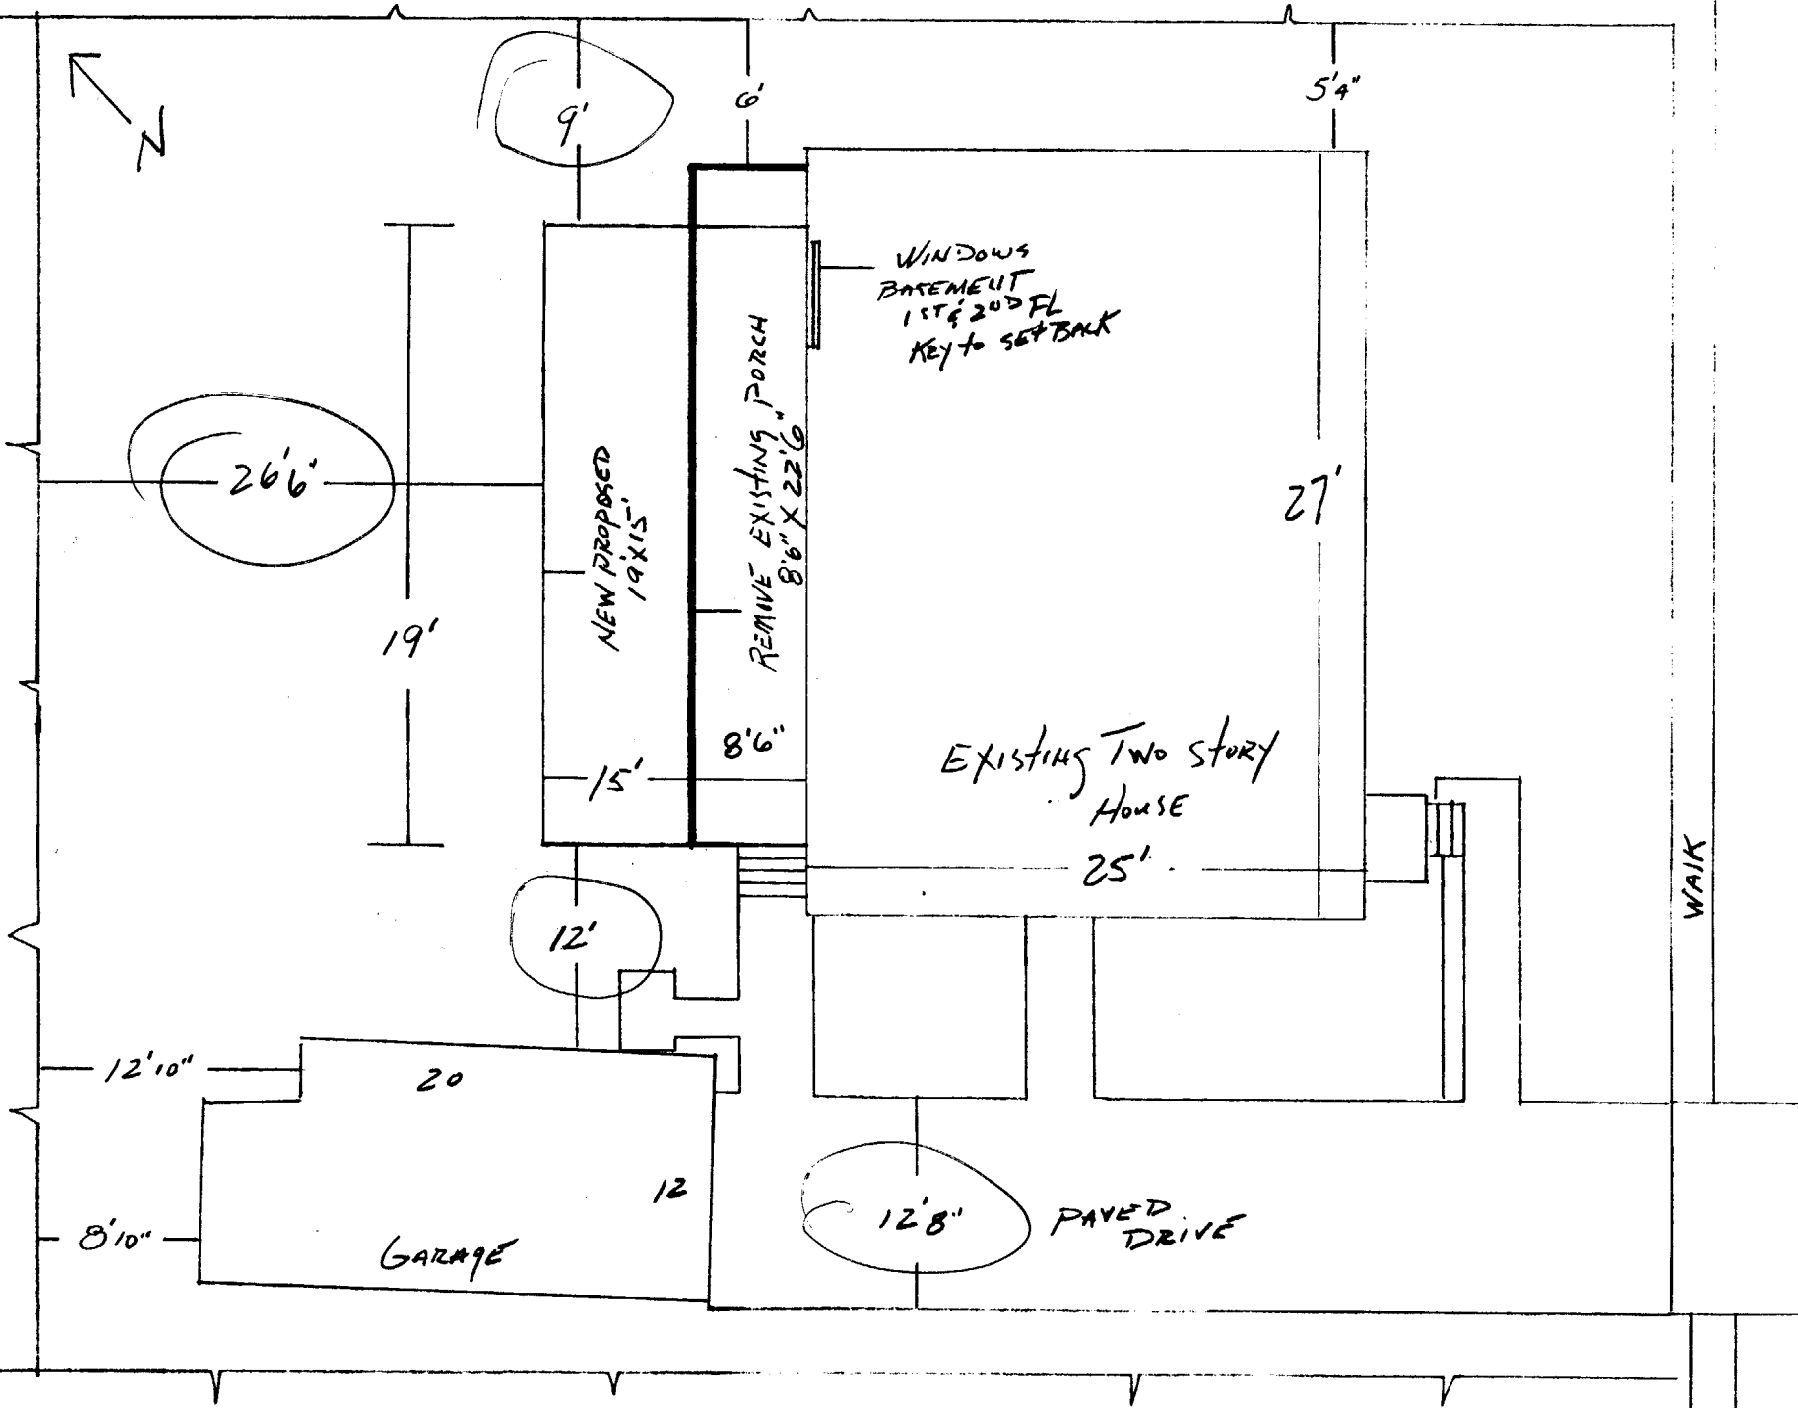 N
9'
6'
5'4"
WINDOWS
BASEMENT
1ST & 2ND FL
KEY to SETBACK
26'6"
19'
NEW PROPOSED
19'X15'
REMOVE EXISTING PORCH
8'6" X 22'6"
27'
8'6"
15'
EXISTING TWO STORY
HOUSE
25'
WALK
12'
12'10"
20
12
8'10"
GARAGE
12'8"
PAVED
DRIVE